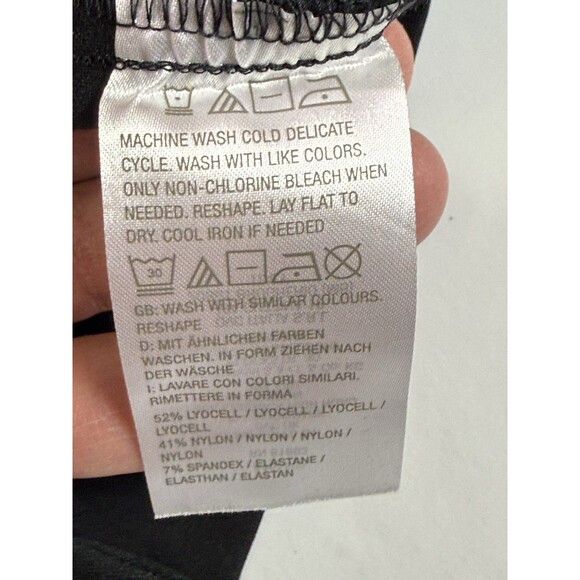 MACHINE WASH COLD DELICATE
CYCLE. WASH WITH LIKE COLORS.
ONLY NON-CHLORINE BLEACH WHEN
NEEDED. RESHAPE. LAY FLAT TO
DRY. COOL IRON IF NEEDED
30
GB: WASH WITH SIMILAR COLOURS.
RESHAPE
D: MIT ÄHNLICHEN FARBEN
WASCHEN. IN FORM ZIEHEN NACH
DER WÄSCHE
I: LAVARE CON COLORI SIMILARI.
RIMETTERE IN FORMA
52% LYOCELL / LYOCELL / LYOCELL /
LYOCELL
41% NYLON / NYLON / NYLON /
NYLON
7% SPANDEX / ELASTANE /
ELASTHAN / ELASTAN